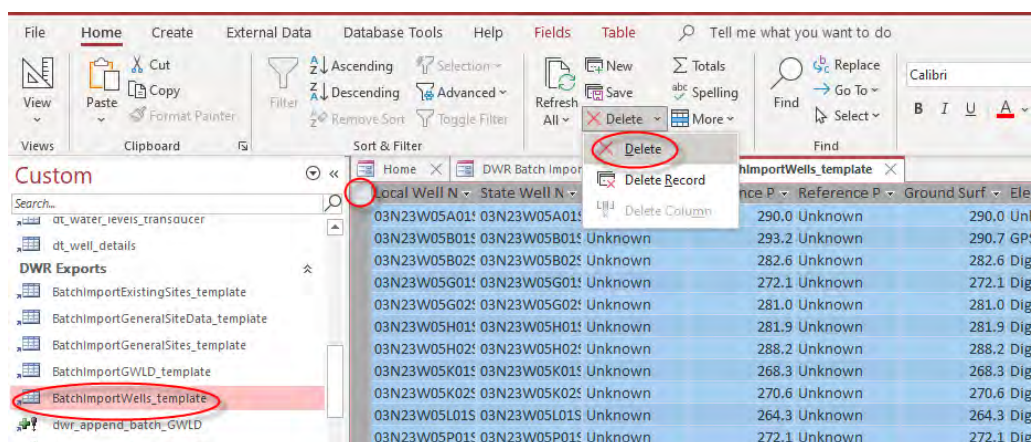 File Home Create External Data Database Tools Help Fields Table Tell me what you want to do
View Paste Cut Copy Format Painter
Filter Ascending Descending Remove Sort Selection Advanced Toggle Filter
Refresh All New Save Delete Totals Spelling More
Find Replace Go To Select
Calibri
B I U A
Views Clipboard Sort & Filter Find
Delete
Delete Record
Delete Column
Custom
Search...
dt_water_levels_transducer
dt_well_details
DWR Exports
BatchImportExistingSites_template
BatchImportGeneralSiteData_template
BatchImportGeneralSites_template
BatchImportGWLD_template
BatchImportWells_template
dwr_append_batch_GWLD
Home DWR Batch Impor hImportWells_template
Local Well N State Well N nce P Reference P Ground Surf Ele
03N23W05A01S 03N23W05A01S 290.0 Unknown 290.0 Unl
03N23W05B01S 03N23W05B01S Unknown 293.2 Unknown 290.7 GPS
03N23W05B02S 03N23W05B02S Unknown 282.6 Unknown 282.6 Dig
03N23W05G01S 03N23W05G01S Unknown 272.1 Unknown 272.1 Dig
03N23W05G02S 03N23W05G02S Unknown 281.0 Unknown 281.0 Dig
03N23W05H01S 03N23W05H01S Unknown 281.9 Unknown 281.9 Dig
03N23W05H02S 03N23W05H02S Unknown 288.2 Unknown 288.2 Dig
03N23W05K01S 03N23W05K01S Unknown 268.3 Unknown 268.3 Dig
03N23W05K02S 03N23W05K02S Unknown 270.6 Unknown 270.6 Dig
03N23W05L01S 03N23W05L01S Unknown 264.3 Unknown 264.3 Dig
03N23W05P01S 03N23W05P01S Unknown 272.1 Unknown 272.1 Dig